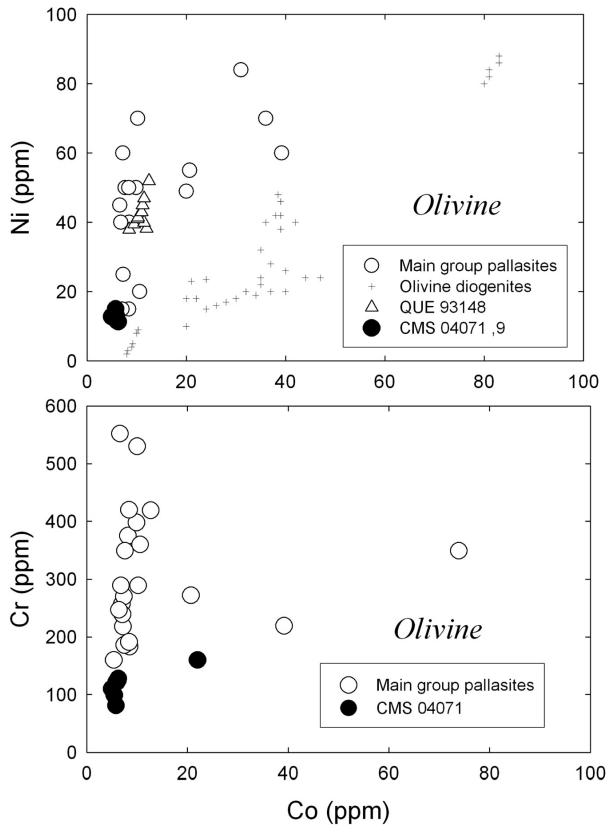 100
80
60
40
20
0
Ni (ppm)
Olivine
Main group pallasites
Olivine diogenites
QUE 93148
CMS 04071 ,9
0 20 40 60 80 100
600
500
400
300
200
100
0
Cr (ppm)
Olivine
Main group pallasites
CMS 04071
0 20 40 60 80 100
Co (ppm)